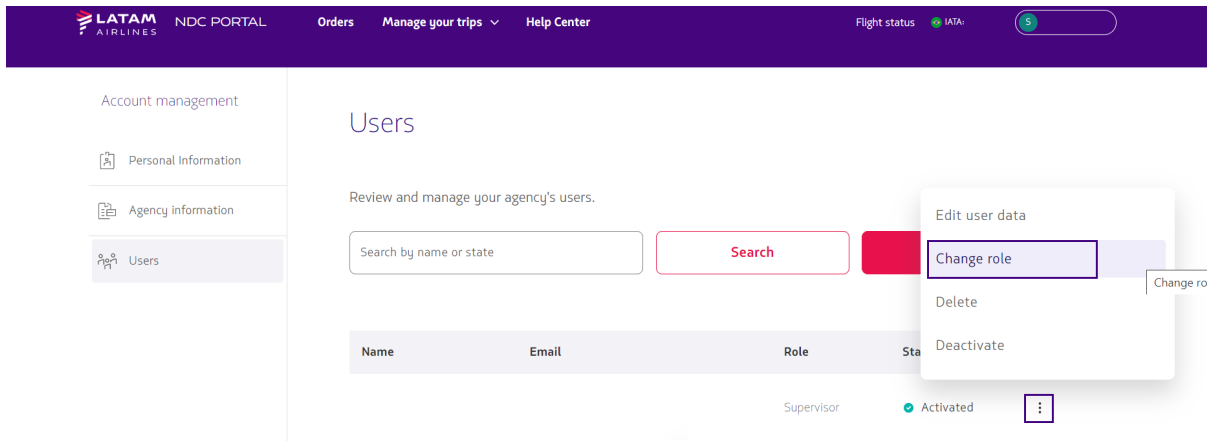 LATAM AIRLINES NDC PORTAL Orders Manage your trips Help Center Flight status IATA: S
Account management
Users
Personal Information
Review and manage your agency's users.
Agency information
Edit user data
Search by name or state Search
Users
Change role
Change ro
Delete
Deactivate
Name Email Role Sta
Supervisor Activated